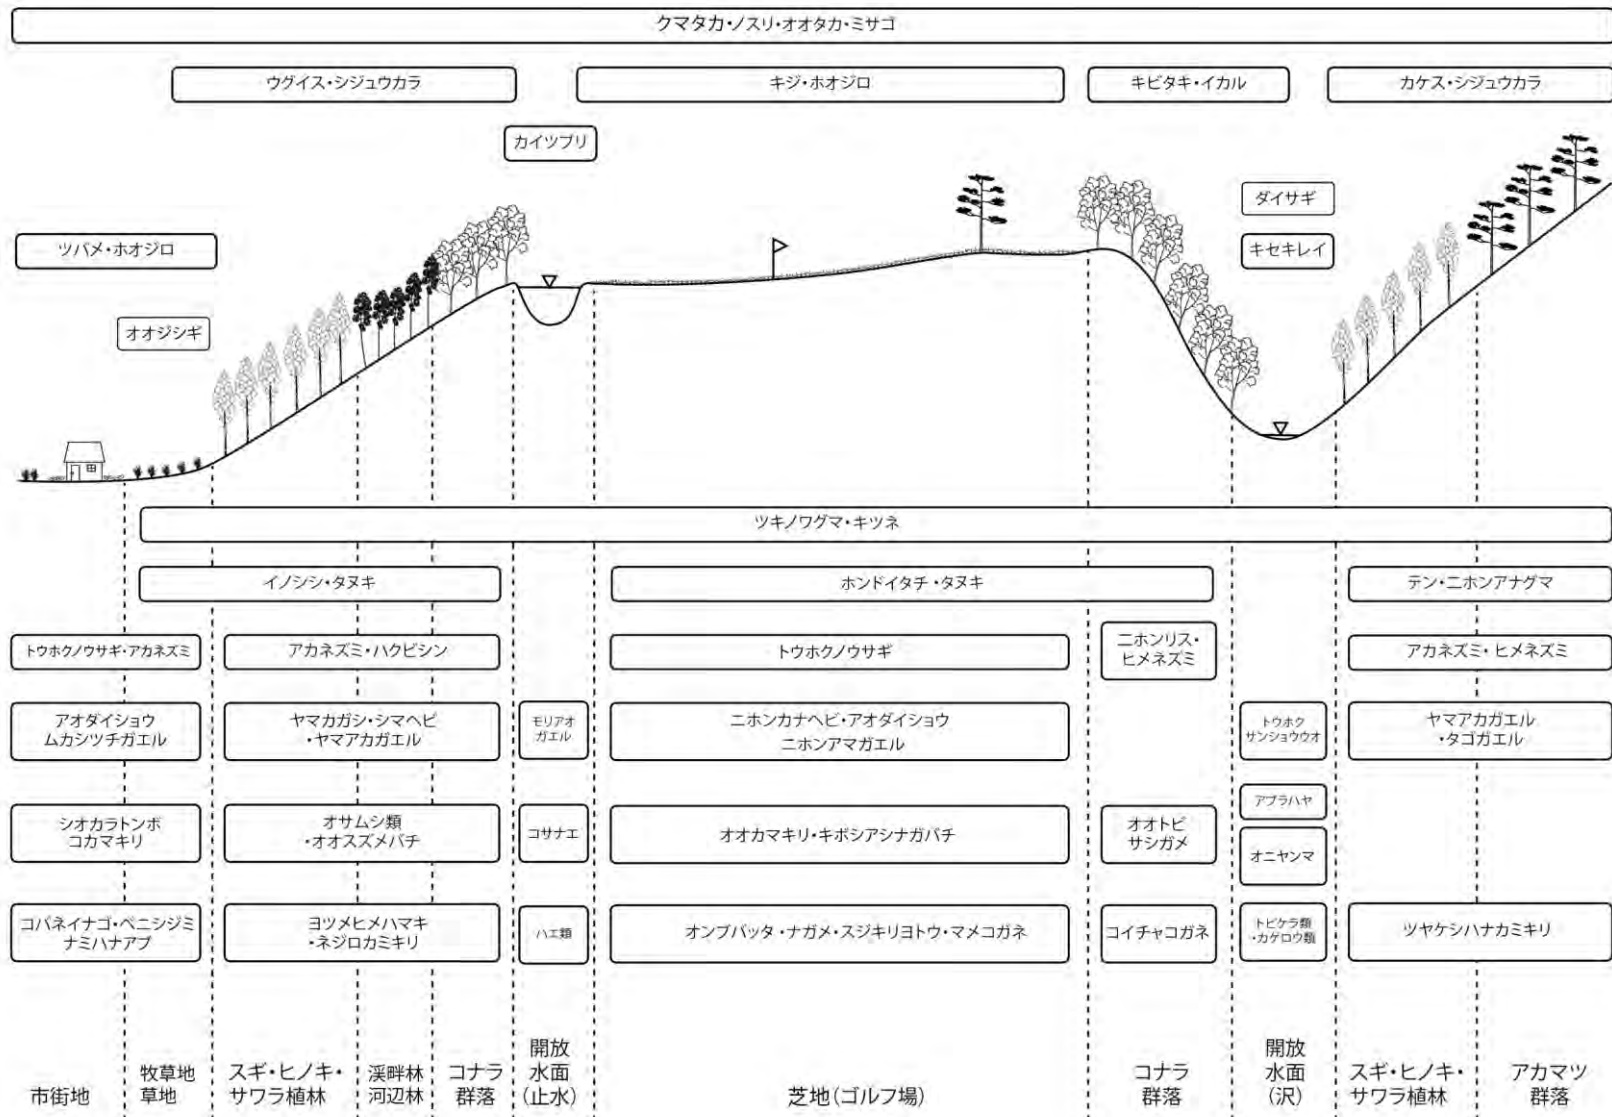 クマタカ・ノスリ・オオタカ・ミサゴ
ウグイス・シジュウカラ
キジ・ホオジロ
キビタキ・イカル
カケス・シジュウカラ
カイツブリ
ダイサギ
キセキレイ
ツバメ・ホオジロ
オオジシギ
ツキノワグマ・キツネ
イノシシ・タヌキ
ホンドイタチ・タヌキ
テン・ニホンアナグマ
トウホクノウサギ・アカネズミ
アカネズミ・ハクビシン
トウホクノウサギ
ニホンリス・
ヒメネズミ
アカネズミ・ヒメネズミ
アオダイショウ
ムカシツチガエル
ヤマカガシ・シマヘビ
・ヤマアカガエル
モリアオ
ガエル
ニホンカナヘビ・アオダイショウ
ニホンアマガエル
トウホク
サンショウウオ
ヤマアカガエル
・タゴガエル
シオカラトンボ
コカマキリ
オサムシ類
・オオスズメバチ
コサナエ
オオカマキリ・キボシアシナガバチ
オオトビ
サシガメ
アブラハヤ
オニヤンマ
コバネイナゴ・ベニシジミ
ナミハナアブ
ヨツメヒメハマキ
・ネジロカミキリ
ハエ類
オンブバッタ・ナガメ・スジキリヨトウ・マメコガネ
コイチャコガネ
トビケラ類
・カゲロウ類
ツヤケシハナカミキリ
市街地
牧草地
草地
スギ・ヒノキ・
サワラ植林
渓畔林
河辺林
コナラ
群落
開放
水面
(止水)
芝地(ゴルフ場)
コナラ
群落
開放
水面
(沢)
スギ・ヒノキ・
サワラ植林
アカマツ
群落